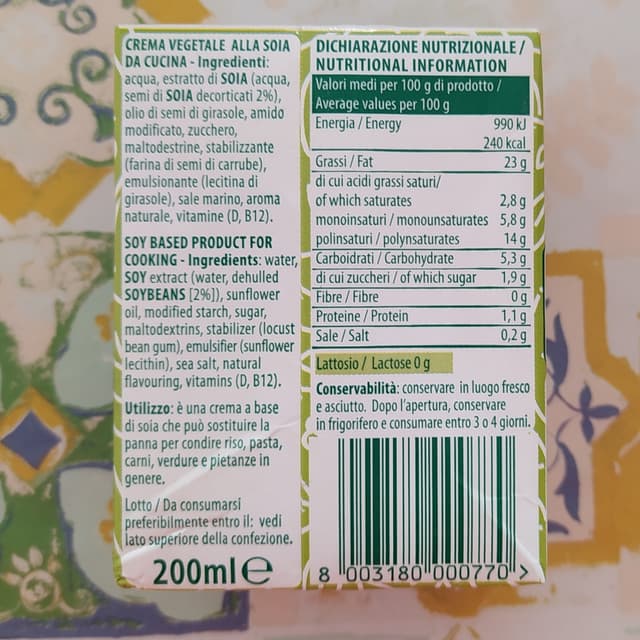 CREMA VEGETALE ALLA SOIA
DA CUCINA - Ingredienti:
acqua, estratto di SOIA (acqua,
semi di SOIA decorticati 2%),
olio di semi di girasole, amido
modificato, zucchero,
maltodestrine, stabilizzante
(farina di semi di carrube),
emulsionante (lecitina di
girasole), sale marino, aroma
naturale, vitamine (D, B12).
SOY BASED PRODUCT FOR
COOKING - Ingredients: water,
SOY extract (water, dehulled
SOYBEANS [2%]), sunflower
oil, modified starch, sugar,
maltodextrins, stabilizer (locust
bean gum), emulsifier (sunflower
lecithin), sea salt, natural
flavouring, vitamins (D, B12).
Utilizzo: è una crema a base
di soia che può sostituire la
panna per condire riso, pasta,
carni, verdure e pietanze in
genere.
Lotto / Da consumarsi
preferibilmente entro il: vedi
lato superiore della confezione.
200ml e
DICHIARAZIONE NUTRIZIONALE /
NUTRITIONAL INFORMATION
Valori medi per 100 g di prodotto /
Average values per 100 g
Energia / Energy 990 kJ
240 kcal
Grassi / Fat 23 g
di cui acidi grassi saturi/
of which saturates 2,8 g
monoinsaturi / monounsaturates 5,8 g
polinsaturi / polynsaturates 14 g
Carboidrati / Carbohydrate 5,3 g
di cui zuccheri / of which sugar 1,9 g
Fibre / Fibre 0 g
Proteine / Protein 1,1 g
Sale / Salt 0,2 g
Lattosio / Lactose 0 g
Conservabilità: conservare in luogo fresco
e asciutto. Dopo l'apertura, conservare
in frigorifero e consumare entro 3 o 4 giorni.
8 003180 000770 >